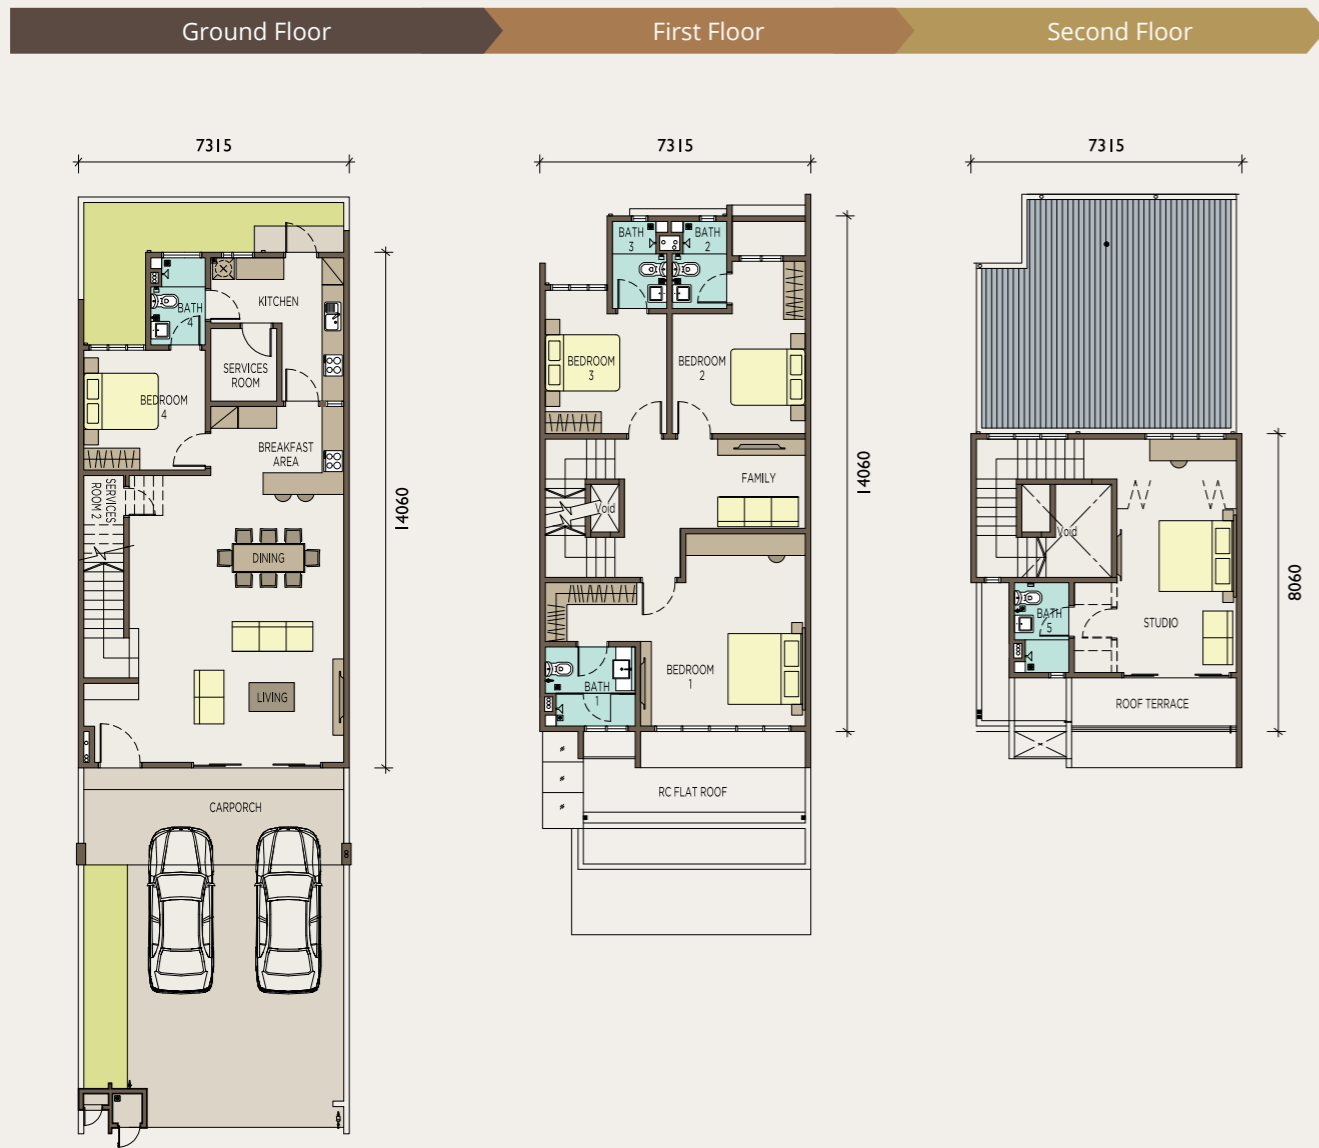 Ground Floor
First Floor
Second Floor
7315
7315
7315
BATH
4
KITCHEN
SERVICES
ROOM
BEDROOM
4
BREAKFAST
AREA
SERVICES
ROOM 2
DINING
LIVING
CARPORCH
14060
BATH
3
BATH
2
BEDROOM
3
BEDROOM
2
FAMILY
Void
BEDROOM
1
BATH
1
RC FLAT ROOF
14060
Void
BATH
5
STUDIO
ROOF TERRACE
8060